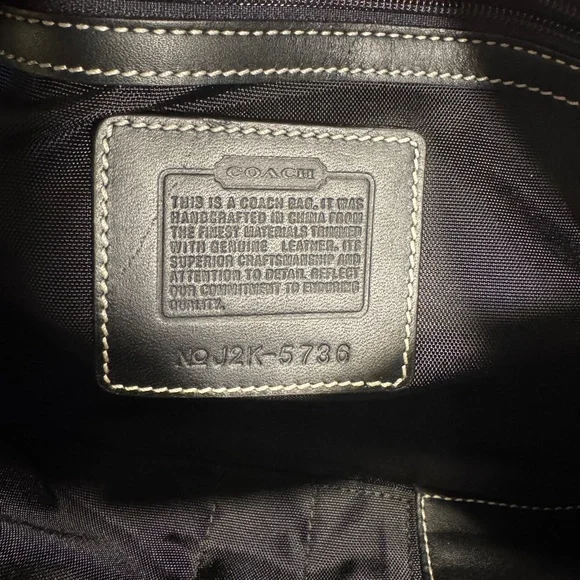 COACH
THIS IS A COACH BAG. IT WAS
HANDCRAFTED IN CHINA FROM
THE FINEST MATERIALS TRIMMED
WITH GENUINE LEATHER. ITS
SUPERIOR CRAFTSMANSHIP AND
ATTENTION TO DETAIL REFLECT
OUR COMMITMENT TO ENDURING
QUALITY.
No J2K-5736